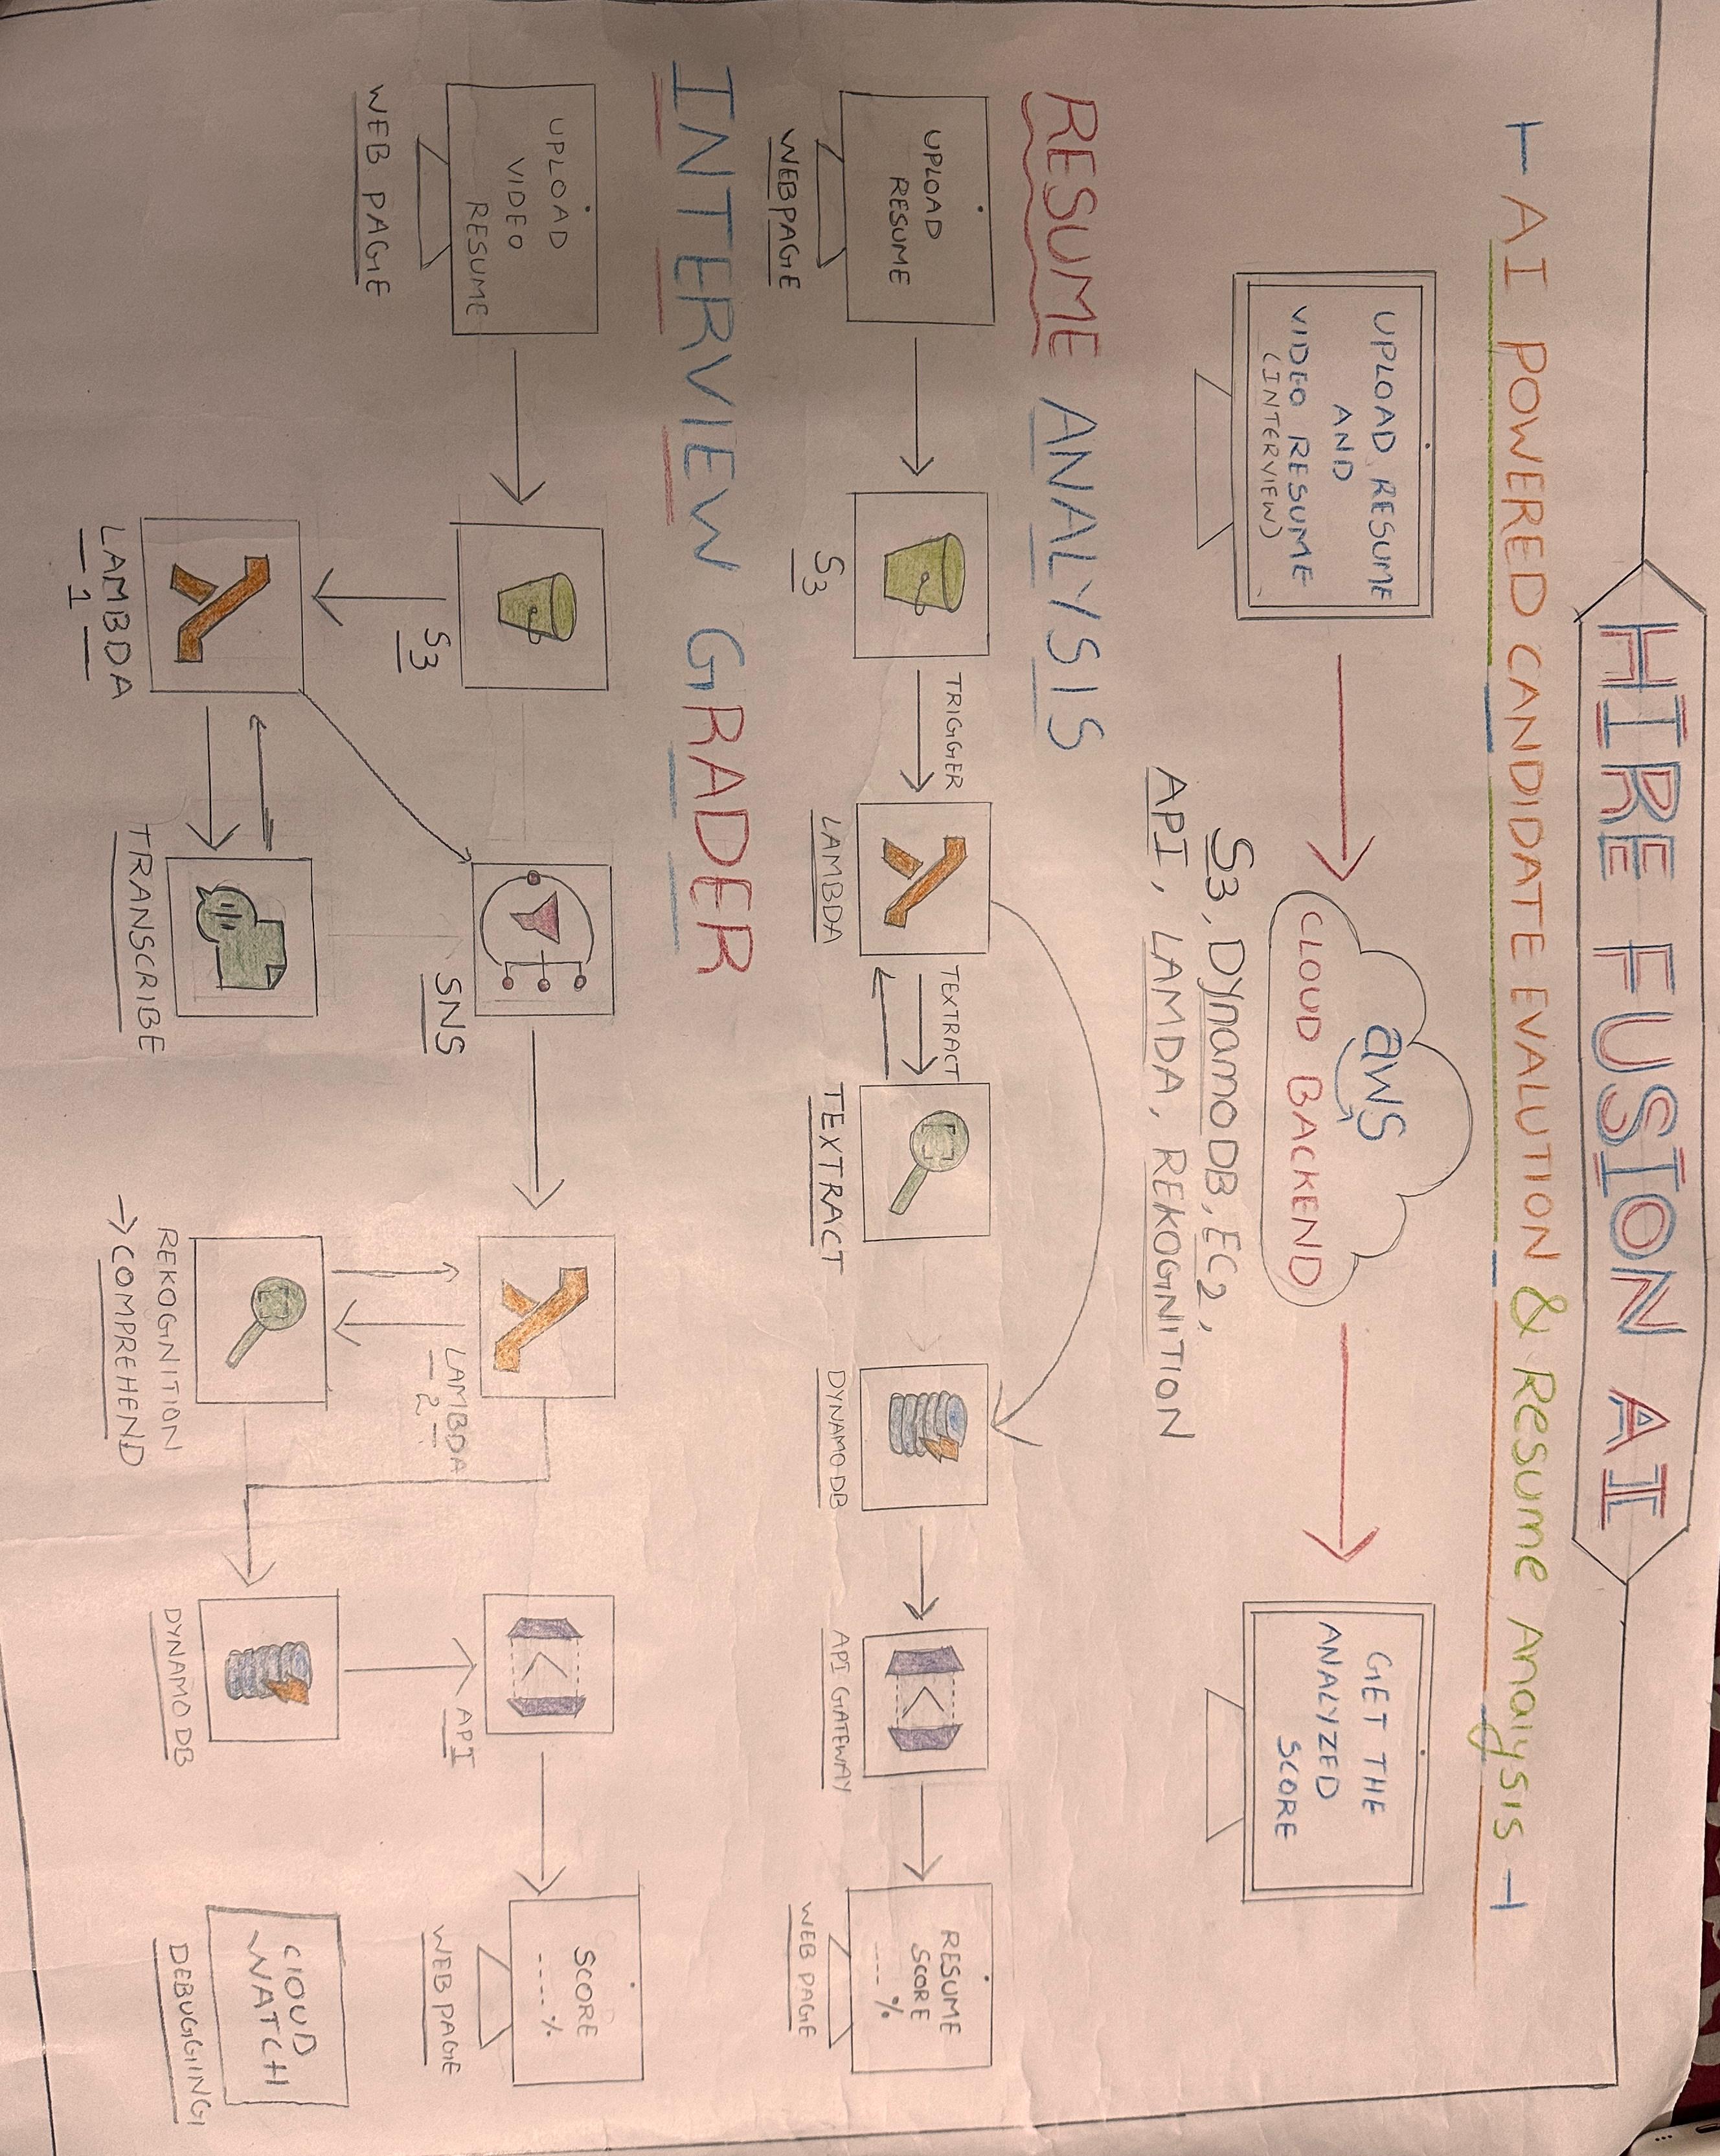 HIRE FUSION AI
AI POWERED CANDIDATE EVALUTION & Resume Analysis
UPLOAD RESUME
AND
VIDEO RESUME
(INTERVIEW)
aws
CLOUD BACKEND
GET THE
ANALYZED
SCORE
S3, Dynamo DB, EC2,
API, LAMDA, REKOGNITION
RESUME ANALYSIS
UPLOAD
RESUME
WEBPAGE
S3
TRIGGER
LAMBDA
TEXTRACT
TEXTRACT
DYNAMO DB
API GATEWAY
RESUME
SCORE
---- %
WEB PAGE
INTERVIEW GRADER
UPLOAD
VIDEO
RESUME
WEB PAGE
S3
SNS
LAMBDA
2
API
SCORE
---- %
WEB PAGE
LAMBDA
1
TRANSCRIBE
REKOGNITION
→ COMPREHEND
DYNAMO DB
CLOUD
WATCH
DEBUGGING